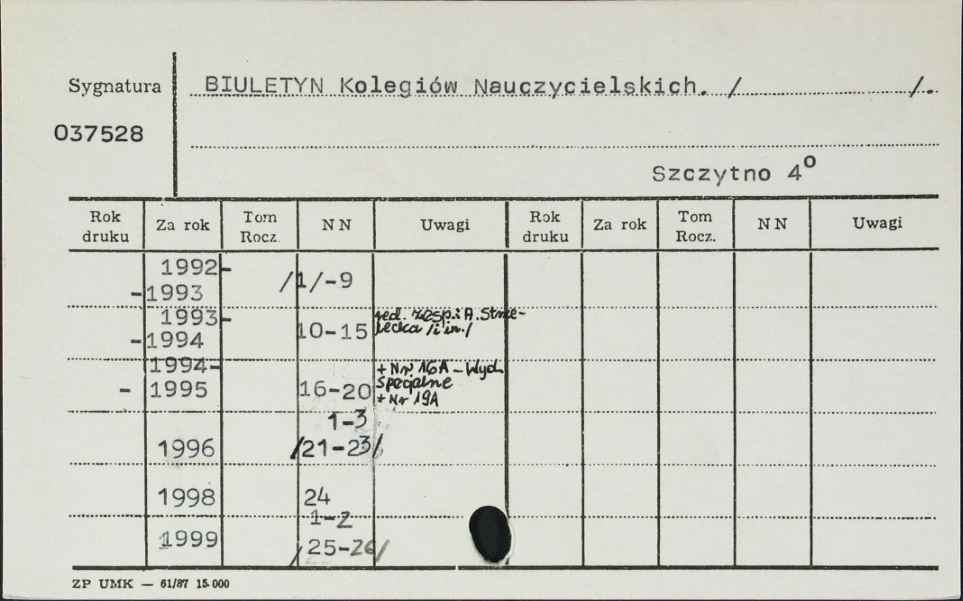 Sygnatura
BIULETYN Kolegiów Nauczycielskich. / /.
037528
Szczytno 4⁰
Rok druku Za rok Tom Rocz. NN Uwagi Rok druku Za rok Tom Rocz. NN Uwagi
1992-
-1993 /1/-9
1993- red. zesp. i A. Strze-
-1994 10-15 lecka /i in./
1994- + Nr 16A - Wyd.
- 1995 16-20 specjalne
+ Nr 19A
1-3
1996 /21-23/
1998 24
1-2
1999 /25-26/
ZP UMK — 61/87 15.000